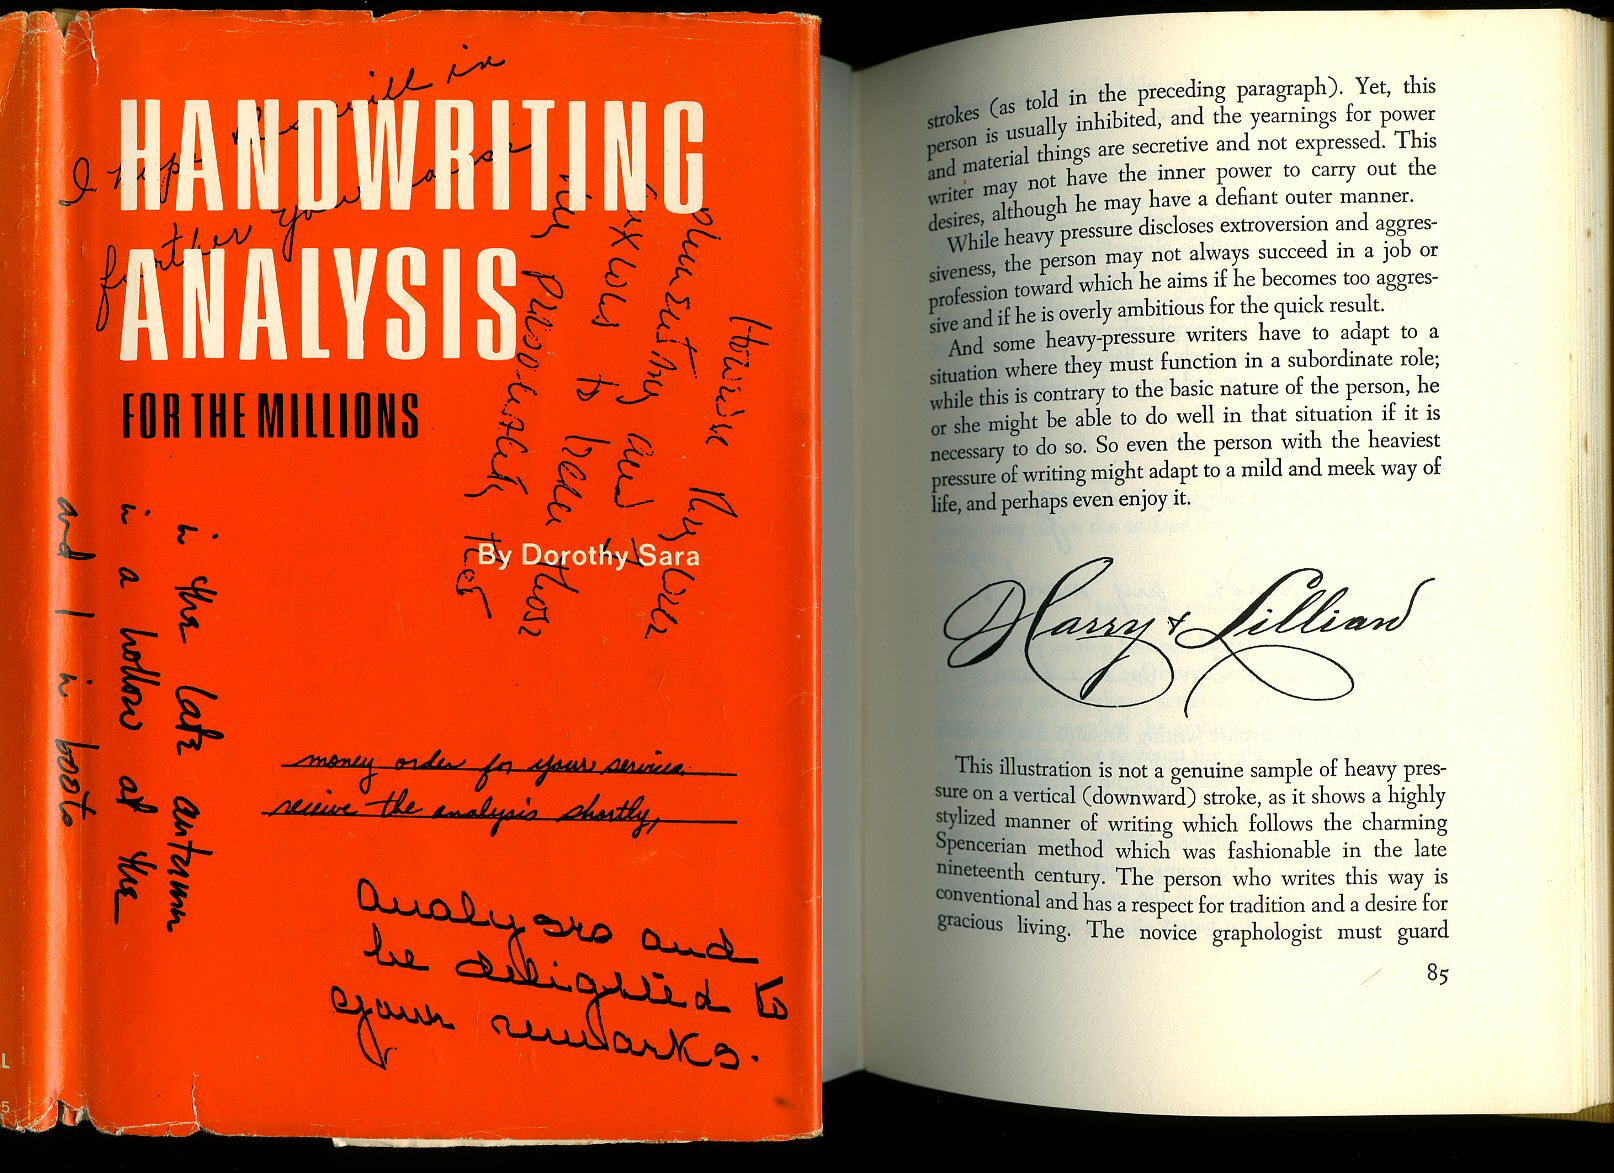 I hope I will in
further your
HANDWRITING
ANALYSIS
FOR THE MILLIONS
By Dorothy Sara
and I in boots
in a hollow at the
in the late autumn
money order for your services.
receive the analysis shortly,
analysis and
be delighted to
your remarks.
L
5
strokes (as told in the preceding paragraph). Yet, this
person is usually inhibited, and the yearnings for power
and material things are secretive and not expressed. This
writer may not have the inner power to carry out the
desires, although he may have a defiant outer manner.
While heavy pressure discloses extroversion and aggres-
siveness, the person may not always succeed in a job or
profession toward which he aims if he becomes too aggres-
sive and if he is overly ambitious for the quick result.
And some heavy-pressure writers have to adapt to a
situation where they must function in a subordinate role;
while this is contrary to the basic nature of the person, he
or she might be able to do well in that situation if it is
necessary to do so. So even the person with the heaviest
pressure of writing might adapt to a mild and meek way of
life, and perhaps even enjoy it.
Harry & Lillian
This illustration is not a genuine sample of heavy pres-
sure on a vertical (downward) stroke, as it shows a highly
stylized manner of writing which follows the charming
Spencerian method which was fashionable in the late
nineteenth century. The person who writes this way is
conventional and has a respect for tradition and a desire for
gracious living. The novice graphologist must guard
85